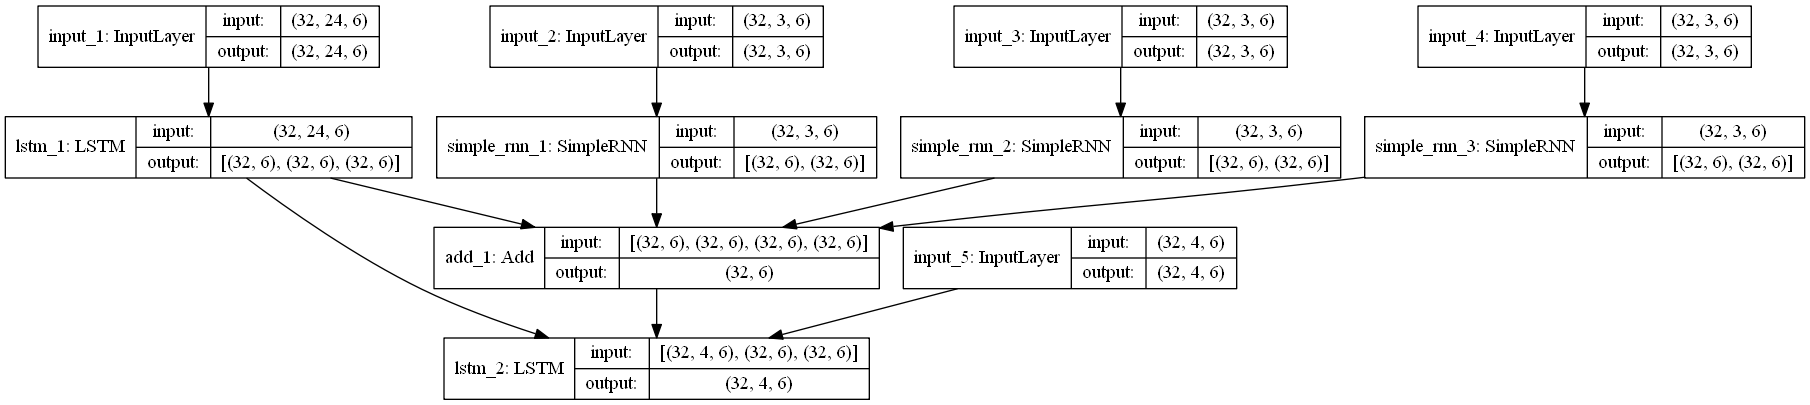 input_1: InputLayer
input: (32, 24, 6)
output: (32, 24, 6)
input_2: InputLayer
input: (32, 3, 6)
output: (32, 3, 6)
input_3: InputLayer
input: (32, 3, 6)
output: (32, 3, 6)
input_4: InputLayer
input: (32, 3, 6)
output: (32, 3, 6)
lstm_1: LSTM
input: (32, 24, 6)
output: [(32, 6), (32, 6), (32, 6)]
simple_rnn_1: SimpleRNN
input: (32, 3, 6)
output: [(32, 6), (32, 6)]
simple_rnn_2: SimpleRNN
input: (32, 3, 6)
output: [(32, 6), (32, 6)]
simple_rnn_3: SimpleRNN
input: (32, 3, 6)
output: [(32, 6), (32, 6)]
add_1: Add
input: [(32, 6), (32, 6), (32, 6), (32, 6)]
output: (32, 6)
input_5: InputLayer
input: (32, 4, 6)
output: (32, 4, 6)
lstm_2: LSTM
input: [(32, 4, 6), (32, 6), (32, 6)]
output: (32, 4, 6)